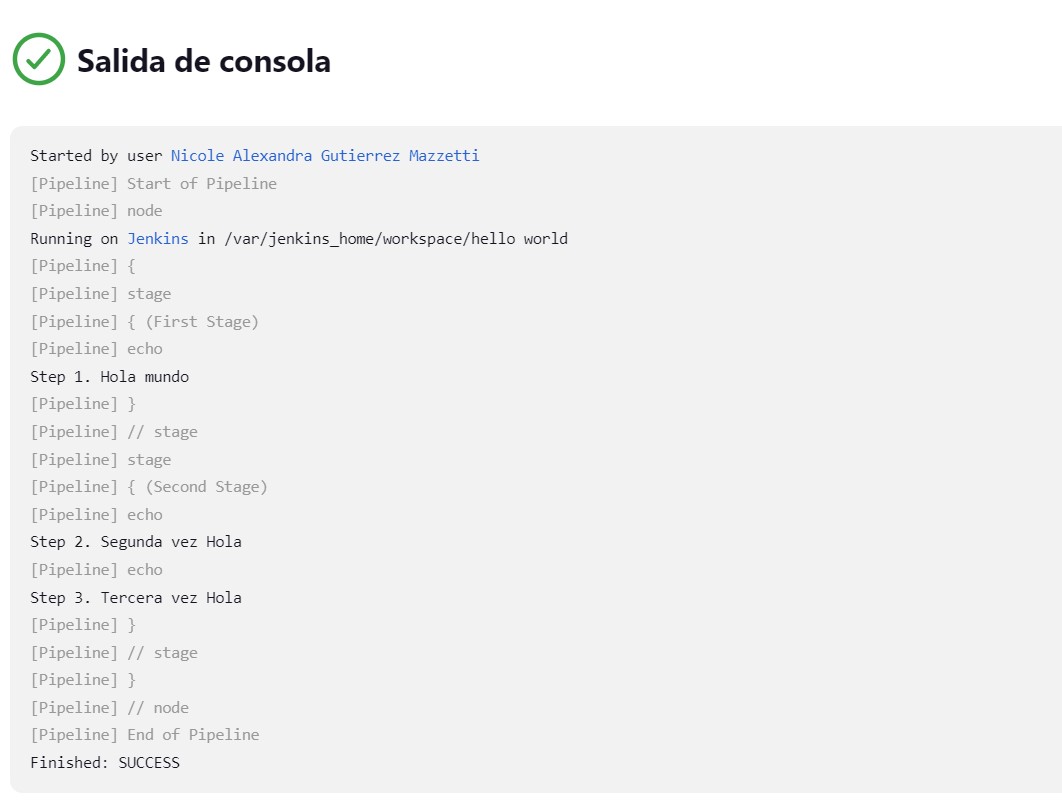 Salida de consola
Started by user Nicole Alexandra Gutierrez Mazzetti
[Pipeline] Start of Pipeline
[Pipeline] node
Running on Jenkins in /var/jenkins_home/workspace/hello world
[Pipeline] {
[Pipeline] stage
[Pipeline] { (First Stage)
[Pipeline] echo
Step 1. Hola mundo
[Pipeline] }
[Pipeline] // stage
[Pipeline] stage
[Pipeline] { (Second Stage)
[Pipeline] echo
Step 2. Segunda vez Hola
[Pipeline] echo
Step 3. Tercera vez Hola
[Pipeline] }
[Pipeline] // stage
[Pipeline] }
[Pipeline] // node
[Pipeline] End of Pipeline
Finished: SUCCESS